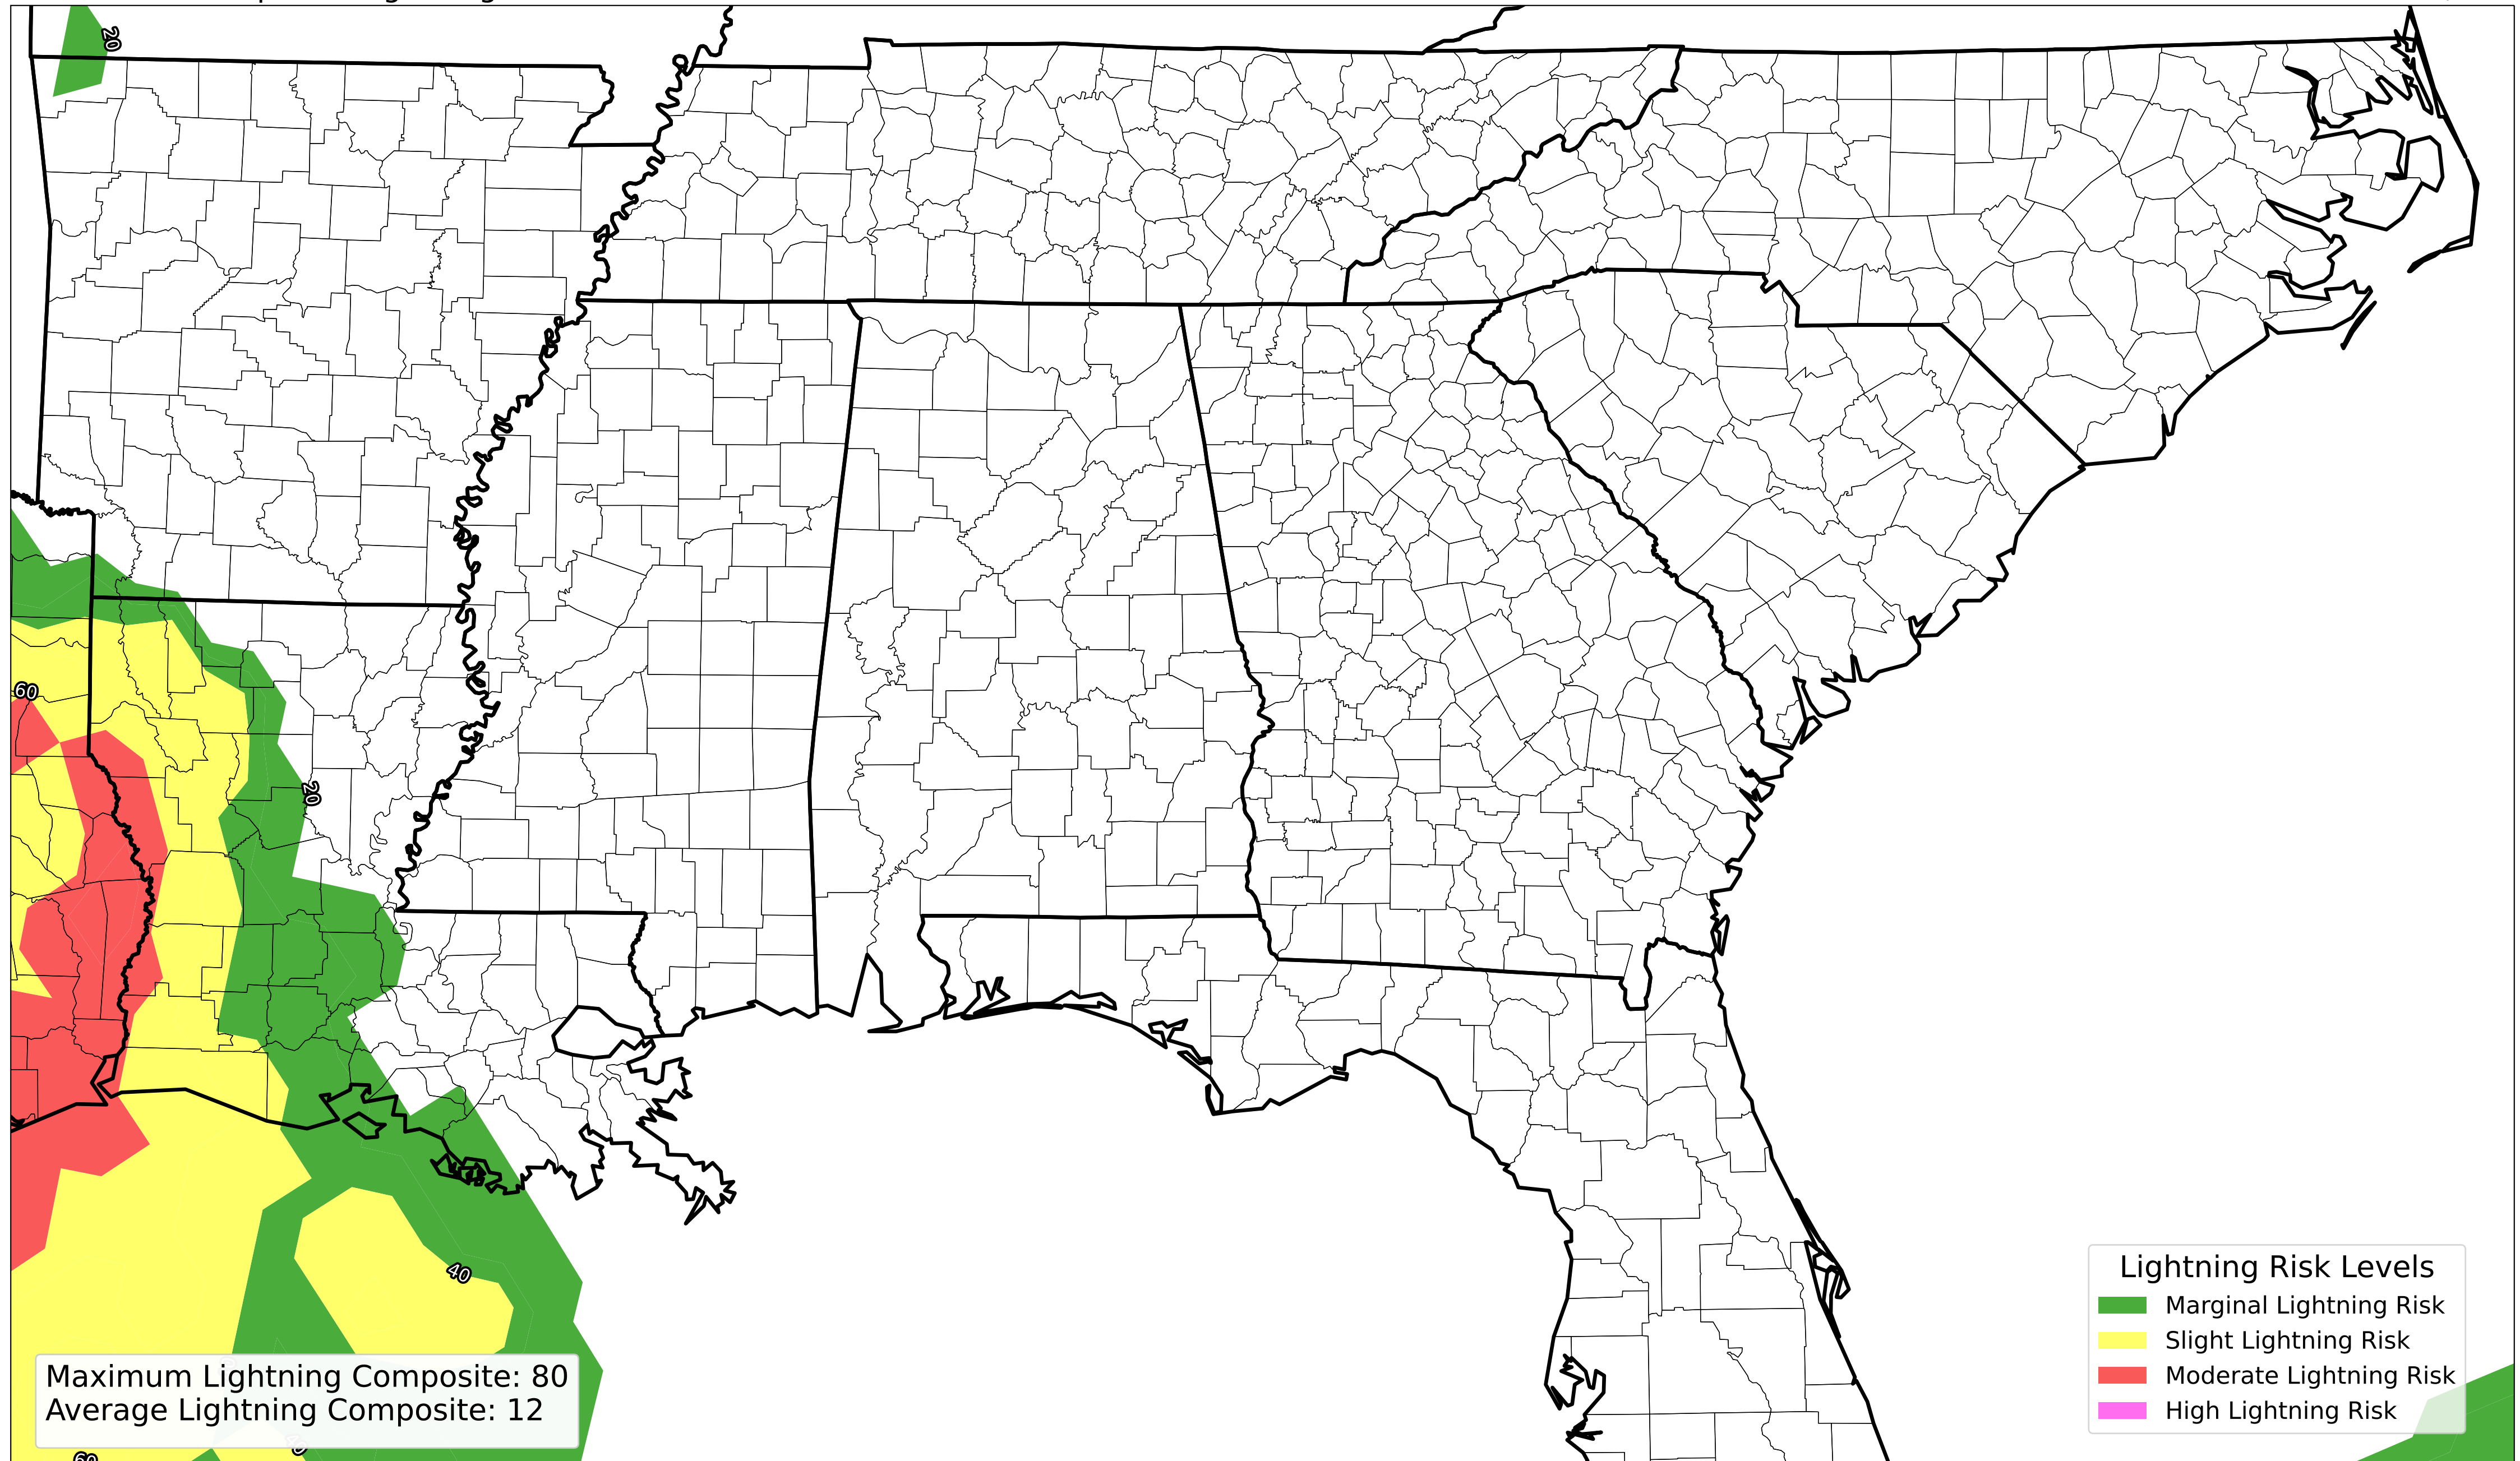 20
60
20
40
Maximum Lightning Composite: 80
Average Lightning Composite: 12
Lightning Risk Levels
Marginal Lightning Risk
Slight Lightning Risk
Moderate Lightning Risk
High Lightning Risk